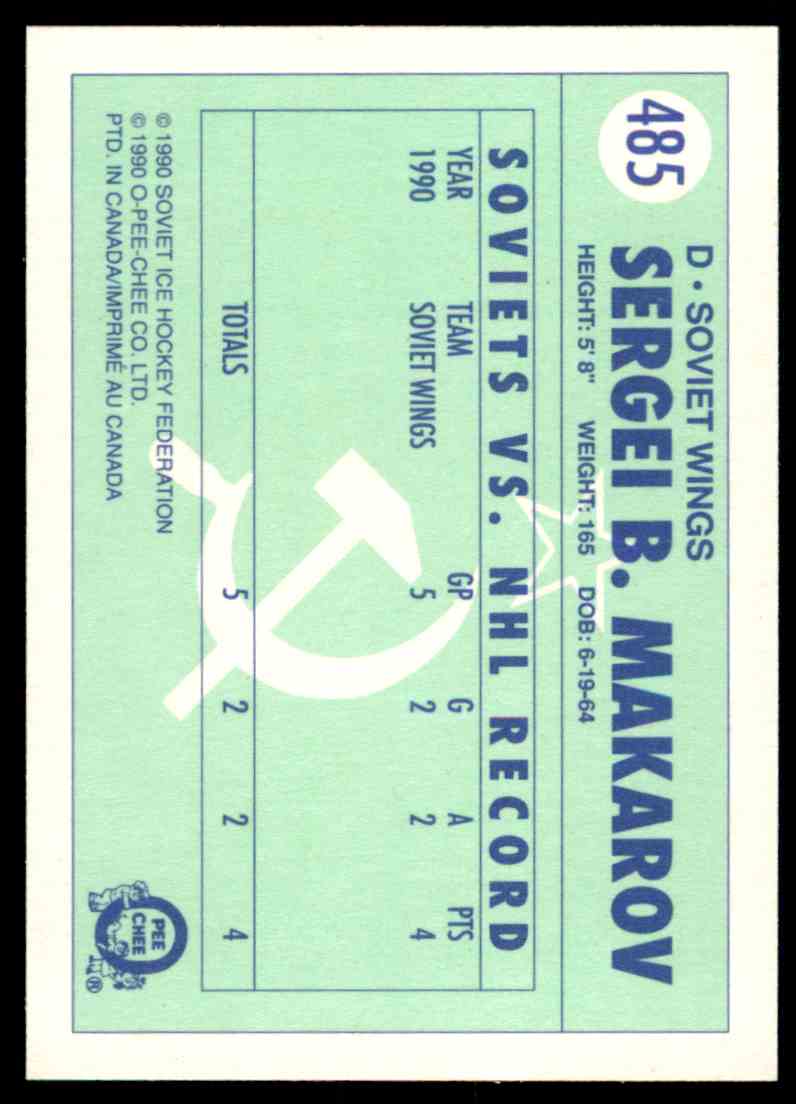 485
D • SOVIET WINGS
SERGEI B. MAKAROV
HEIGHT: 5' 8" WEIGHT: 165 DOB: 6-19-64
SOVIETS VS. NHL RECORD
YEAR TEAM GP G A PTS
1990 SOVIET WINGS 5 2 2 4
TOTALS 5 2 2 4
© 1990 SOVIET ICE HOCKEY FEDERATION
© 1990 O-PEE-CHEE CO. LTD.
PTD. IN CANADA/IMPRIMÉ AU CANADA
O
PEE
CHEE
®